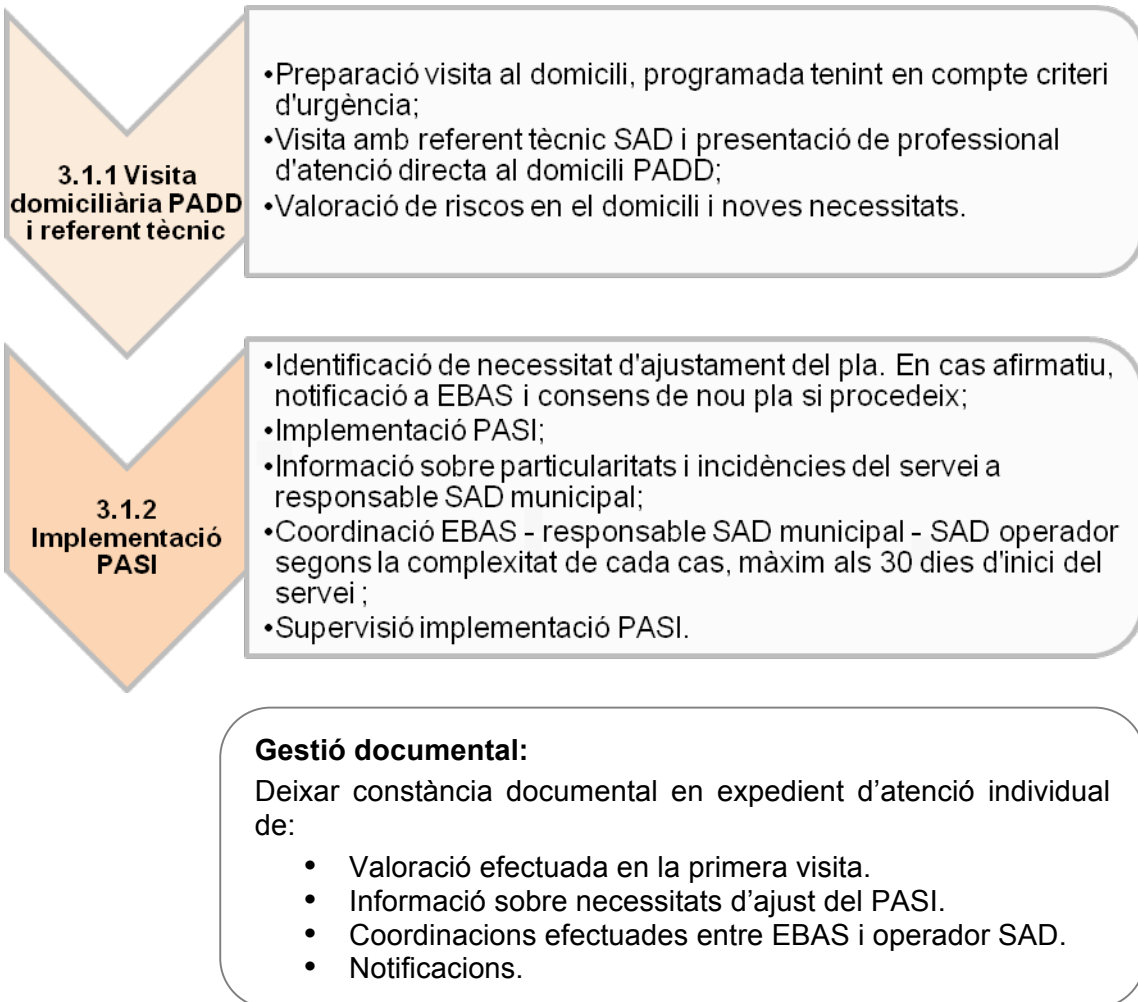 3.1.1 Visita
domiciliària PADD
i referent tècnic
•Preparació visita al domicili, programada tenint en compte criteri
d'urgència;
•Visita amb referent tècnic SAD i presentació de professional
d'atenció directa al domicili PADD;
•Valoració de riscos en el domicili i noves necessitats.
3.1.2
Implementació
PASI
•Identificació de necessitat d'ajustament del pla. En cas afirmatiu,
notificació a EBAS i consens de nou pla si procedeix;
•Implementació PASI;
•Informació sobre particularitats i incidències del servei a
responsable SAD municipal;
•Coordinació EBAS - responsable SAD municipal - SAD operador
segons la complexitat de cada cas, màxim als 30 dies d'inici del
servei ;
•Supervisió implementació PASI.
Gestió documental:
Deixar constància documental en expedient d’atenció individual
de:
• Valoració efectuada en la primera visita.
• Informació sobre necessitats d’ajust del PASI.
• Coordinacions efectuades entre EBAS i operador SAD.
• Notificacions.